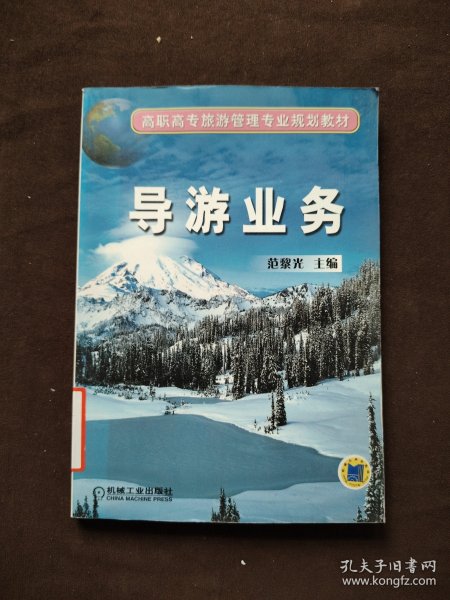 高职高专旅游管理专业规划教材
导游业务
范黎光 主编
机械工业出版社
CHINA MACHINE PRESS
孔夫子旧书网
www.kongfz.com